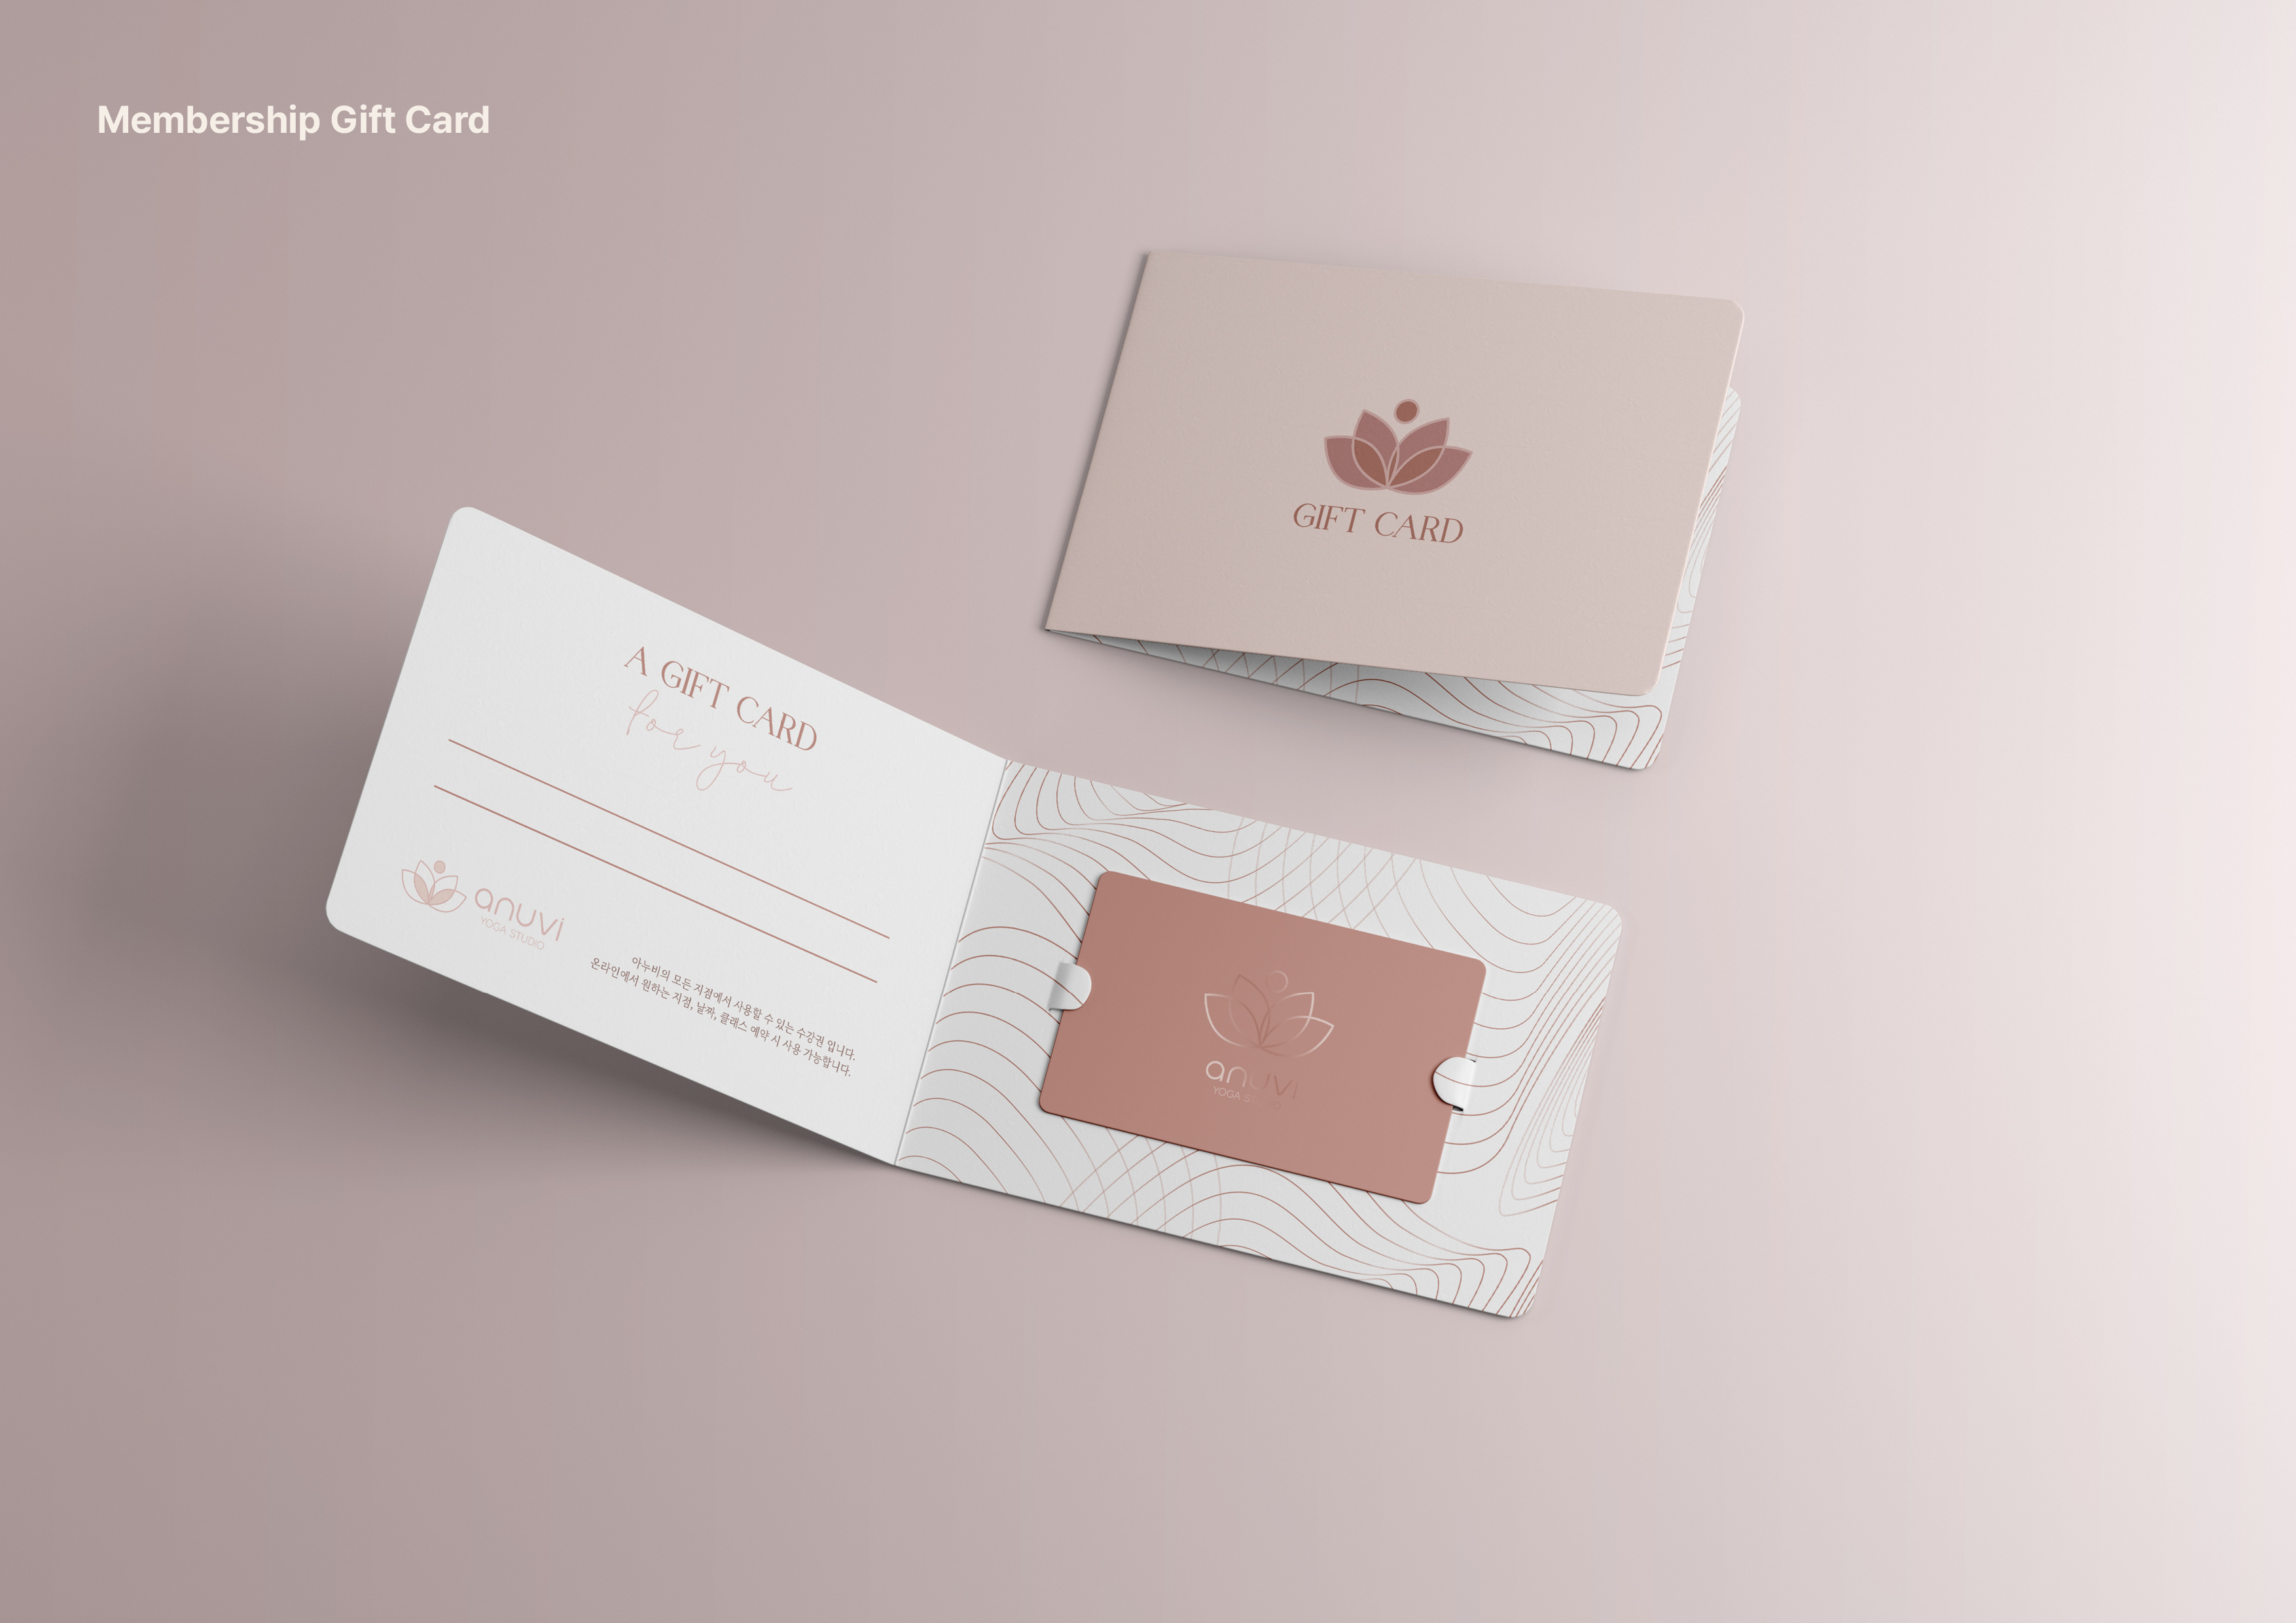 Membership Gift Card
GIFT CARD
A GIFT CARD
for you
anuvi
YOGA STUDIO
아누비의 모든 지점에서 사용할 수 있는 수강권 입니다.
온라인에서 원하는 지점, 날짜, 클래스 예약 시 사용 가능합니다.
anuvi
YOGA STUDIO